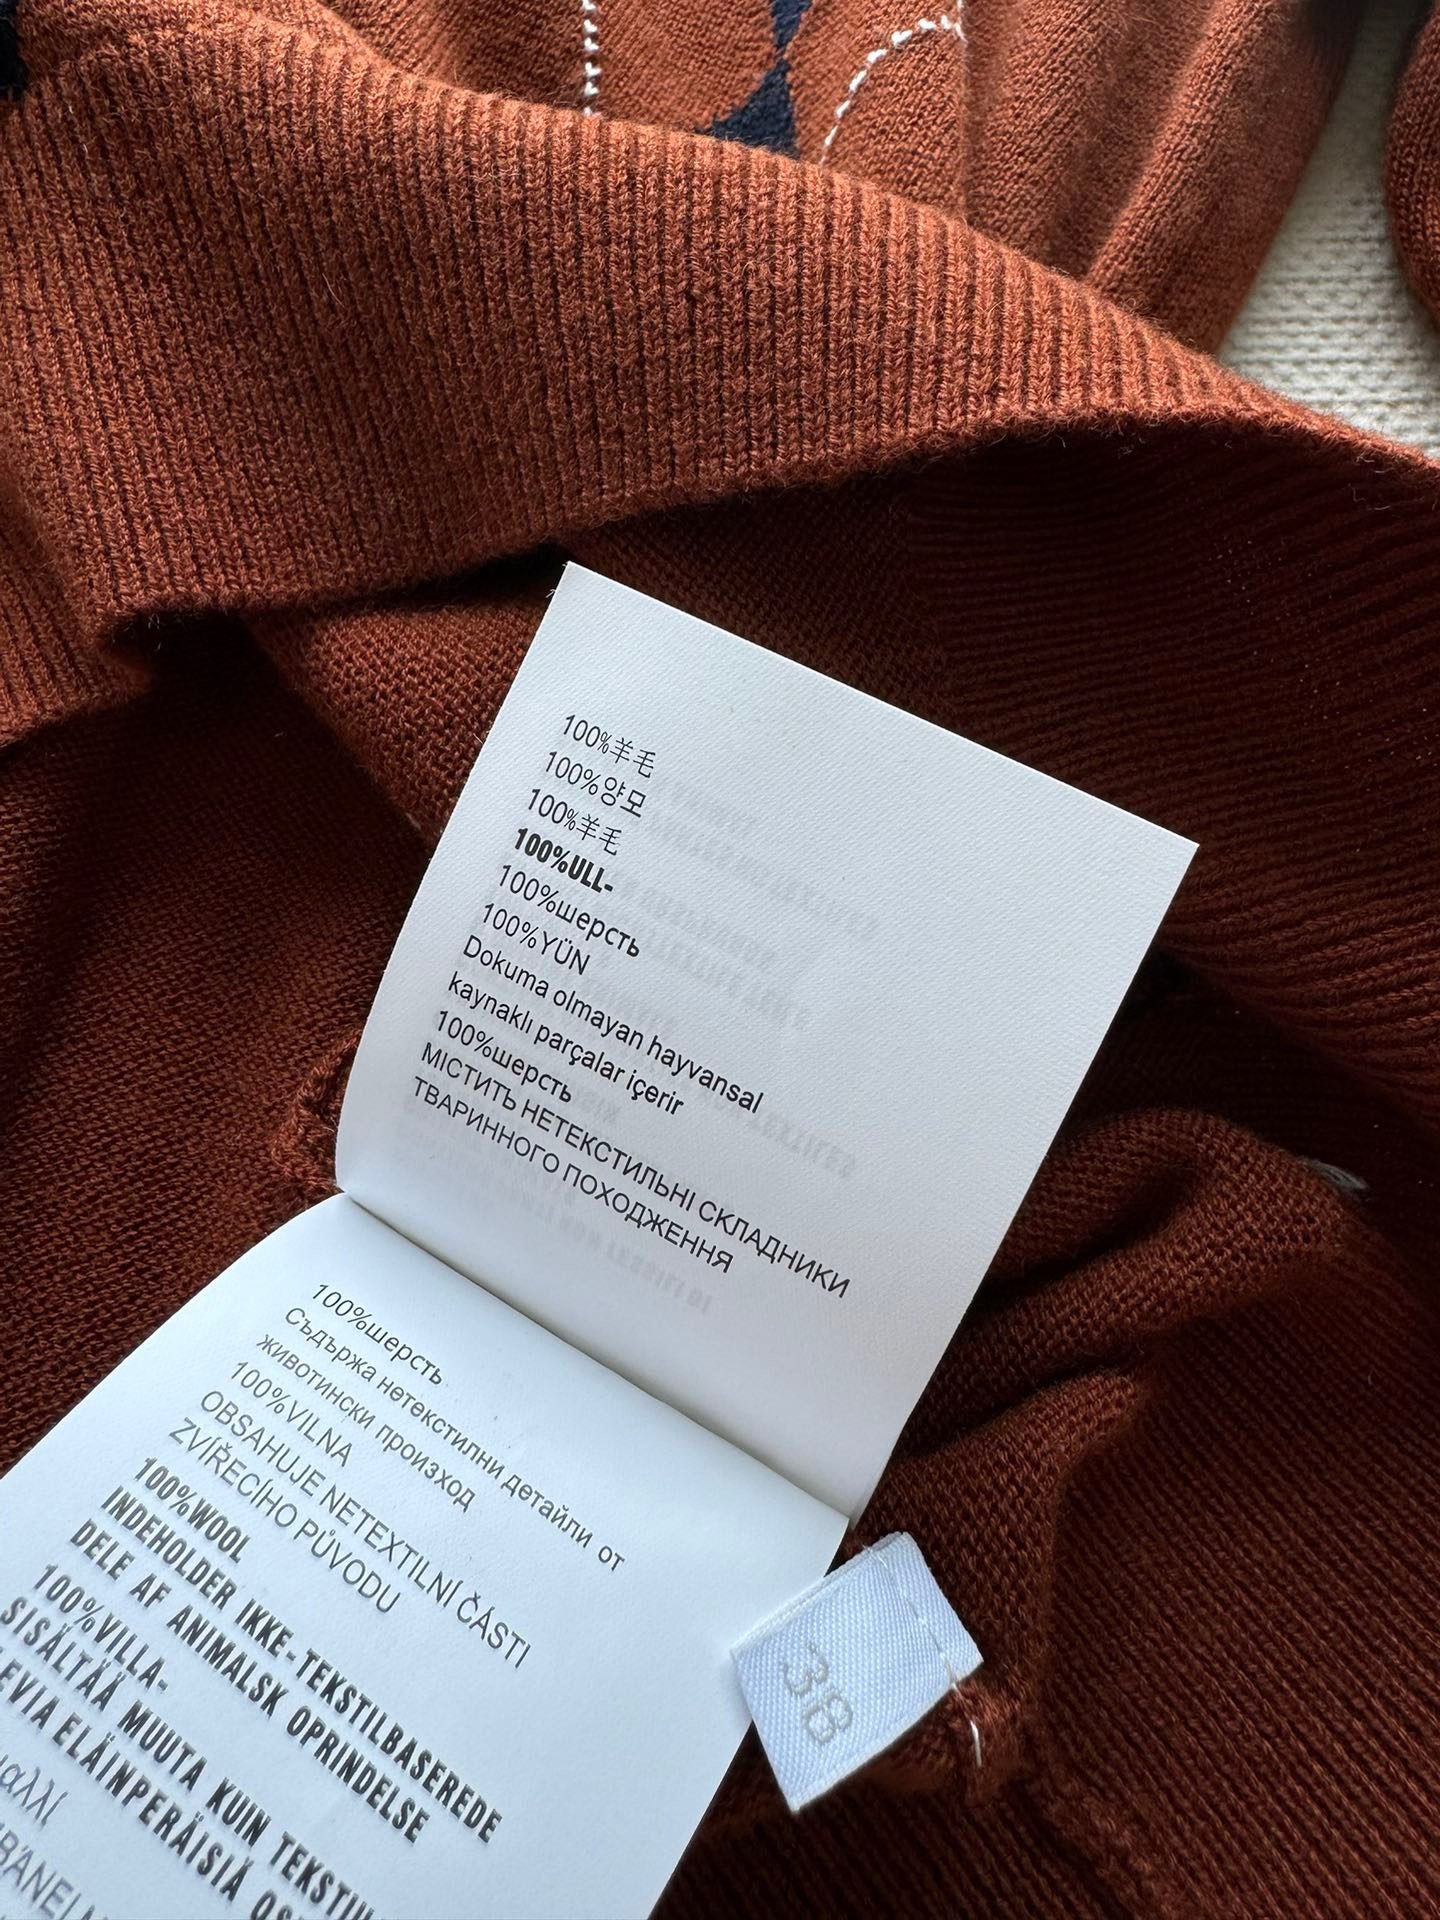 100%羊毛
100%양모
100%羊毛
100%ULL-
100%шерсть
100%YÜN
Dokuma olmayan hayvansal
kaynaklı parçalar içerir
100%шерсть
МІСТИТЬ НЕТЕКСТИЛЬНІ СКЛАДНИКИ
ТВАРИННОГО ПОХОДЖЕННЯ
100%шерсть
Съдържа нетекстилни детайли от
животински произход
100%VILNA
OBSAHUJE NETEXTILNÍ ČÁSTI
ZVÍŘECÍHO PŮVODU
100%WOOL
INDEHOLDER IKKE-TEKSTILBASEREDE
DELE AF ANIMALSK OPRINDELSE
100%VILLA-
SISÄLTÄÄ MUUTA KUIN
EVIA ELÄINPERÄISIÄ
38